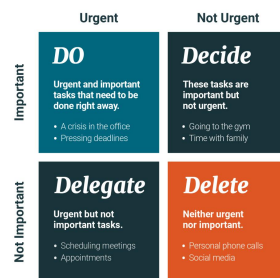 Urgent
Not Urgent
Important
DO
Urgent and important
tasks that need to be
done right away.
• A crisis in the office
• Pressing deadlines
Decide
These tasks are
important but
not urgent.
• Going to the gym
• Time with family
Not Important
Delegate
Urgent but not
important tasks.
• Scheduling meetings
• Appointments
Delete
Neither urgent
nor important.
• Personal phone calls
• Social media